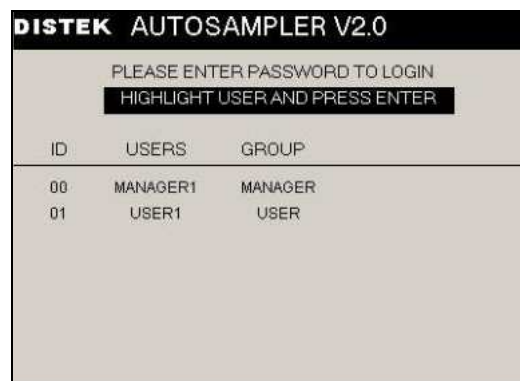 DISTEK AUTOSAMPLER V2.0
PLEASE ENTER PASSWORD TO LOGIN
HIGHLIGHT USER AND PRESS ENTER
ID USERS GROUP
00 MANAGER1 MANAGER
01 USER1 USER